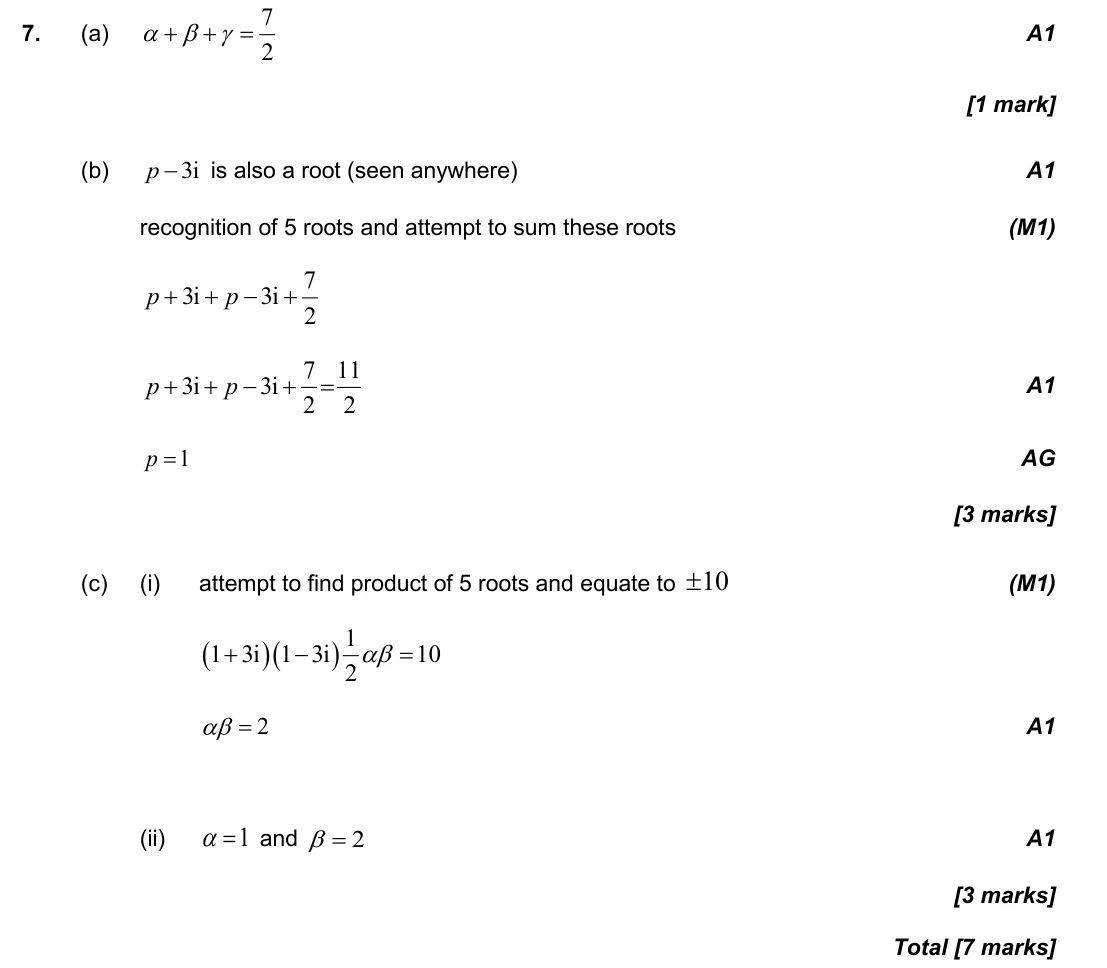 7. (a) α + β + γ = 7/2 A1
[1 mark]
(b) p − 3i is also a root (seen anywhere) A1
recognition of 5 roots and attempt to sum these roots (M1)
p + 3i + p − 3i + 7/2
p + 3i + p − 3i + 7/2 = 11/2 A1
p = 1 AG
[3 marks]
(c) (i) attempt to find product of 5 roots and equate to ±10 (M1)
(1 + 3i)(1 − 3i) 1/2 αβ = 10
αβ = 2 A1
(ii) α = 1 and β = 2 A1
[3 marks]
Total [7 marks]